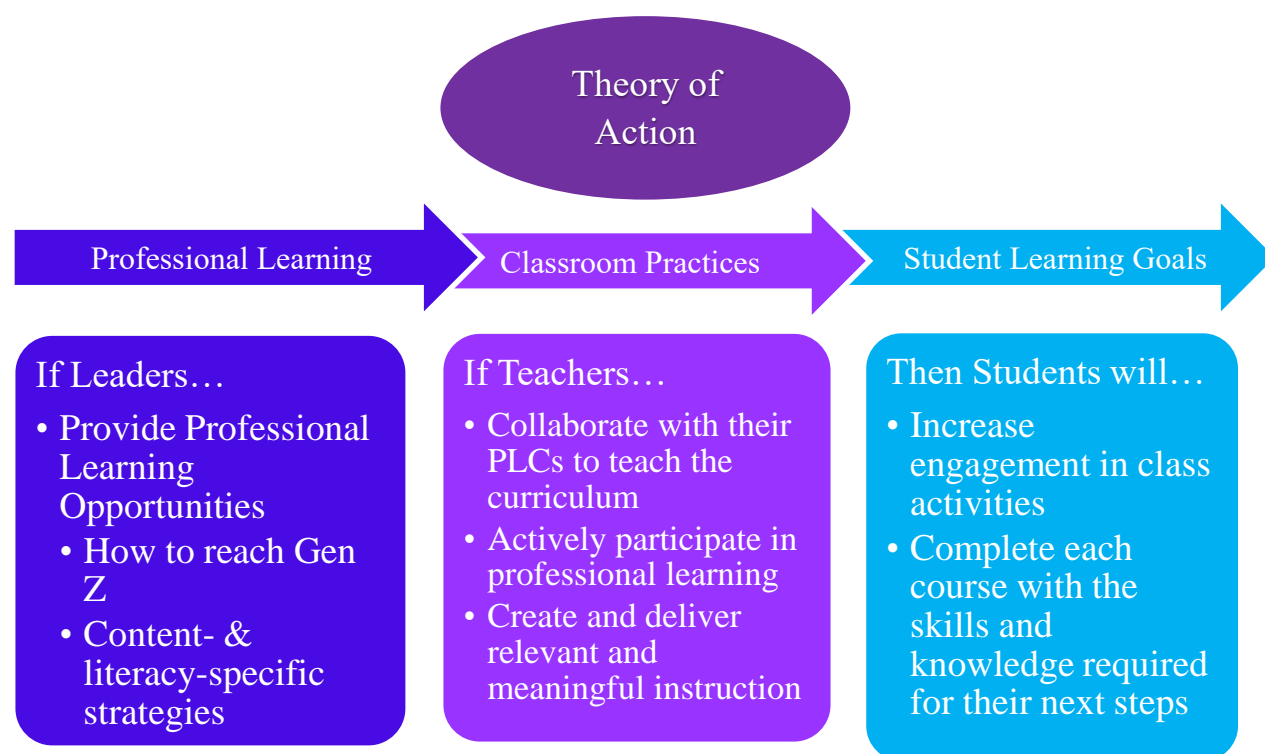 Theory of
Action
Professional Learning
Classroom Practices
Student Learning Goals
If Leaders…
• Provide Professional
Learning
Opportunities
• How to reach Gen
Z
• Content- &
literacy-specific
strategies
If Teachers…
• Collaborate with their
PLCs to teach the
curriculum
• Actively participate in
professional learning
• Create and deliver
relevant and
meaningful instruction
Then Students will…
• Increase
engagement in class
activities
• Complete each
course with the
skills and
knowledge required
for their next steps